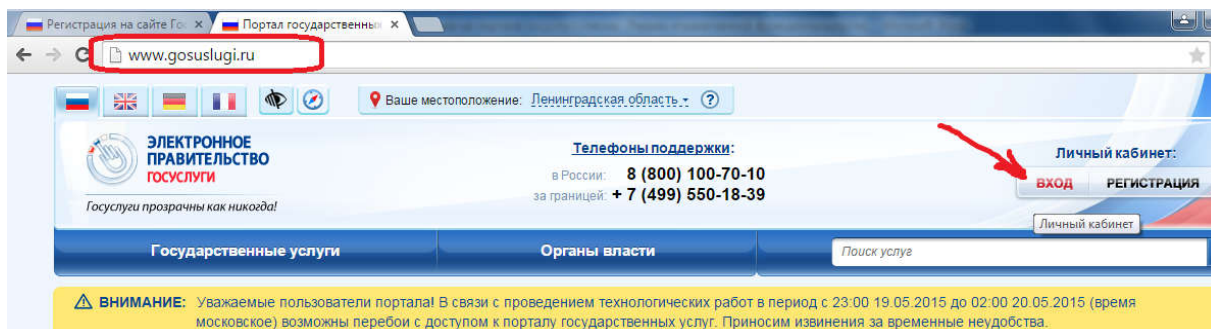 Регистрация на сайте Гос
Портал государственны
www.gosuslugi.ru
Ваше местоположение: Ленинградская область ?
ЭЛЕКТРОННОЕ
ПРАВИТЕЛЬСТВО
ГОСУСЛУГИ
Госуслуги прозрачны как никогда!
Телефоны поддержки:
в России: 8 (800) 100-70-10
за границей: + 7 (499) 550-18-39
Личный кабинет:
ВХОД РЕГИСТРАЦИЯ
Личный кабинет
Государственные услуги
Органы власти
Поиск услуг
ВНИМАНИЕ: Уважаемые пользователи портала! В связи с проведением технологических работ в период с 23:00 19.05.2015 до 02:00 20.05.2015 (время
московское) возможны перебои с доступом к порталу государственных услуг. Приносим извинения за временные неудобства.